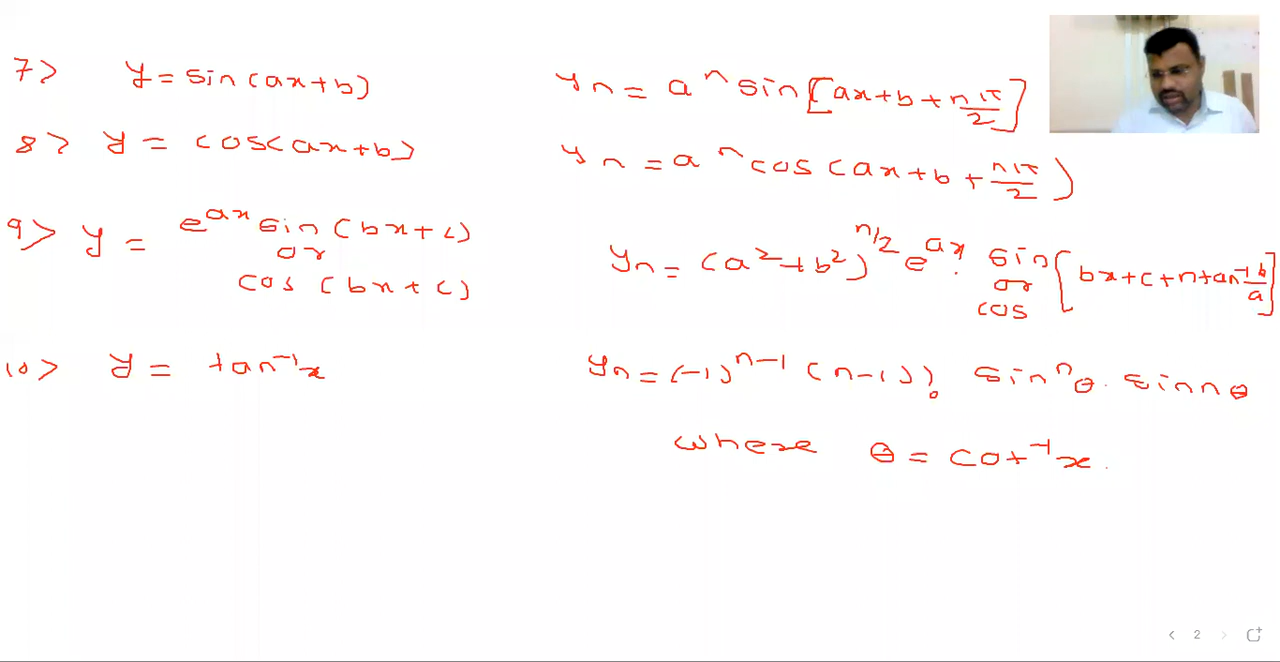 7> y = sin(ax+b) yn = a^n sin[ax+b+nπ/2]
8> y = cos(ax+b) yn = a^n cos(ax+b+nπ/2)
9> y = e^ax sin(bx+c) or cos(bx+c) yn = (a²+b²)^n/2 e^ax. sin or cos [bx+c+n tan⁻¹ b/a]
10> y = tan⁻¹x yn = (-1)^n-1 (n-1)! sin^n θ. sin nθ
where θ = cot⁻¹x.
< 2 >